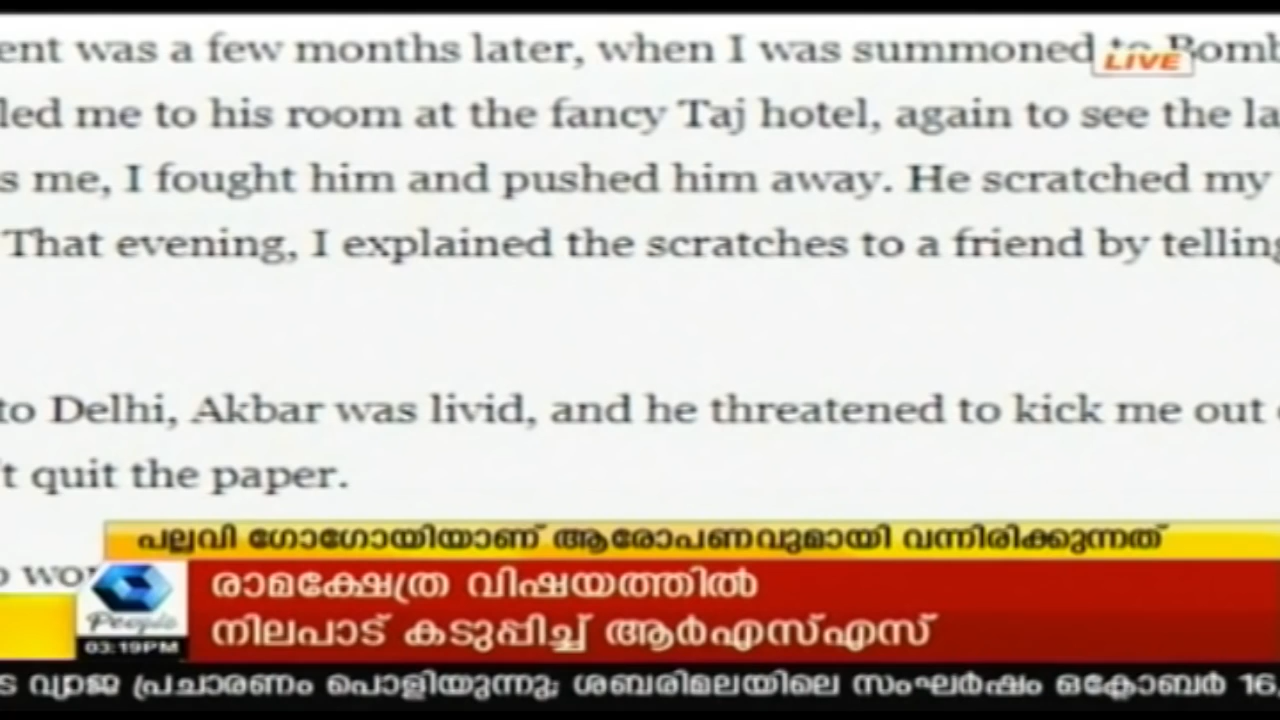 ent was a few months later, when I was summoned to Bomb
LIVE
led me to his room at the fancy Taj hotel, again to see the la
s me, I fought him and pushed him away. He scratched my
That evening, I explained the scratches to a friend by telling
to Delhi, Akbar was livid, and he threatened to kick me out
't quit the paper.
പല്ലവി ഗോഗോയിയാണ് ആരോപണവുമായി വന്നിരിക്കുന്നത്
രാമക്ഷേത്ര വിഷയത്തിൽ
നിലപാട് കടുപ്പിച്ച് ആർഎസ്എസ്
People
03:19PM
വ്യാജ പ്രചാരണം പൊളിയുന്നു; ശബരിമലയിലെ സംഘർഷം ഒക്ടോബർ 16,